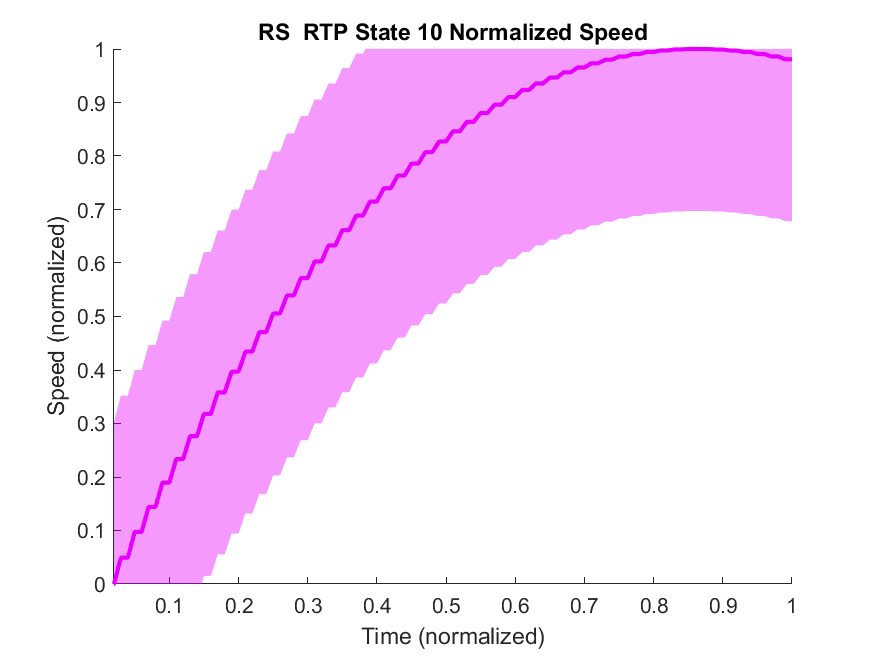 RS  RTP State 10 Normalized Speed
1
0.9
0.8
0.7
0.6
0.5
0.4
0.3
0.2
0.1
0
Speed (normalized)
0.1 0.2 0.3 0.4 0.5 0.6 0.7 0.8 0.9 1
Time (normalized)